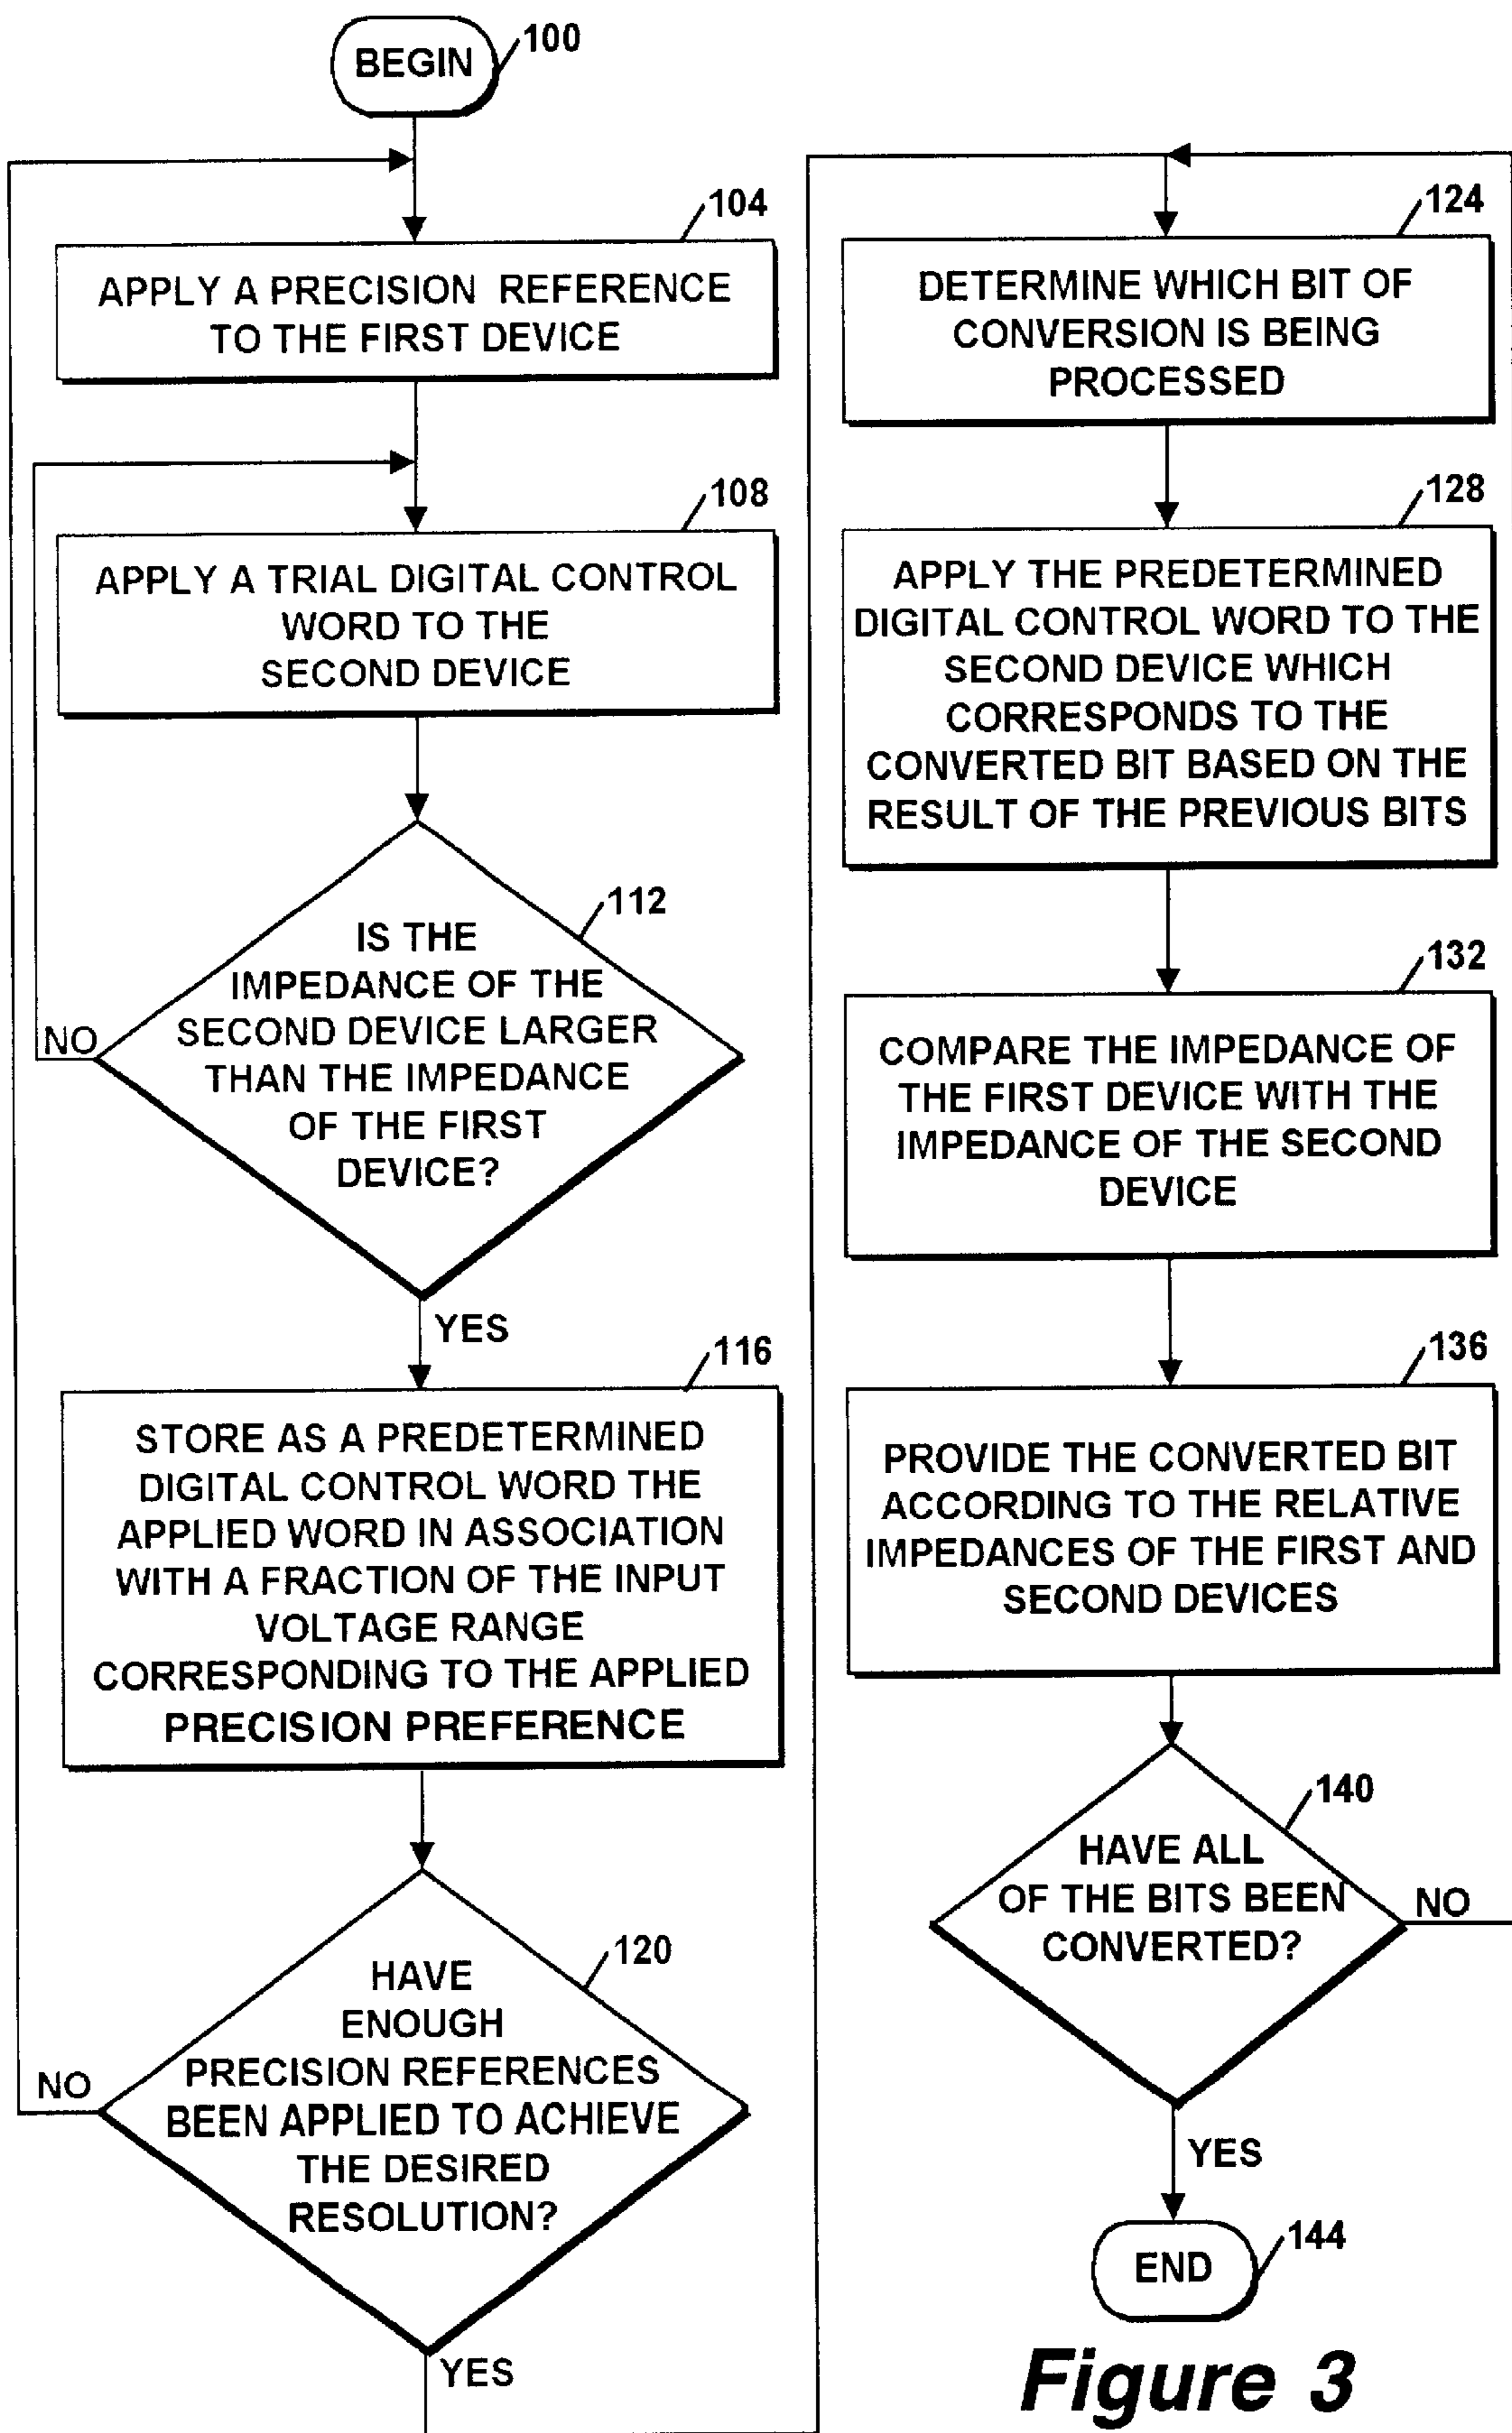 BEGIN
100
104
APPLY A PRECISION REFERENCE
TO THE FIRST DEVICE
108
APPLY A TRIAL DIGITAL CONTROL
WORD TO THE
SECOND DEVICE
112
IS THE
IMPEDANCE OF THE
SECOND DEVICE LARGER
THAN THE IMPEDANCE
OF THE FIRST
DEVICE?
NO
YES
116
STORE AS A PREDETERMINED
DIGITAL CONTROL WORD THE
APPLIED WORD IN ASSOCIATION
WITH A FRACTION OF THE INPUT
VOLTAGE RANGE
CORRESPONDING TO THE APPLIED
PRECISION PREFERENCE
120
HAVE
ENOUGH
PRECISION REFERENCES
BEEN APPLIED TO ACHIEVE
THE DESIRED
RESOLUTION?
NO
YES
124
DETERMINE WHICH BIT OF
CONVERSION IS BEING
PROCESSED
128
APPLY THE PREDETERMINED
DIGITAL CONTROL WORD TO THE
SECOND DEVICE WHICH
CORRESPONDS TO THE
CONVERTED BIT BASED ON THE
RESULT OF THE PREVIOUS BITS
132
COMPARE THE IMPEDANCE OF
THE FIRST DEVICE WITH THE
IMPEDANCE OF THE SECOND
DEVICE
136
PROVIDE THE CONVERTED BIT
ACCORDING TO THE RELATIVE
IMPEDANCES OF THE FIRST AND
SECOND DEVICES
140
HAVE ALL
OF THE BITS BEEN
CONVERTED?
NO
YES
END
144
Figure 3